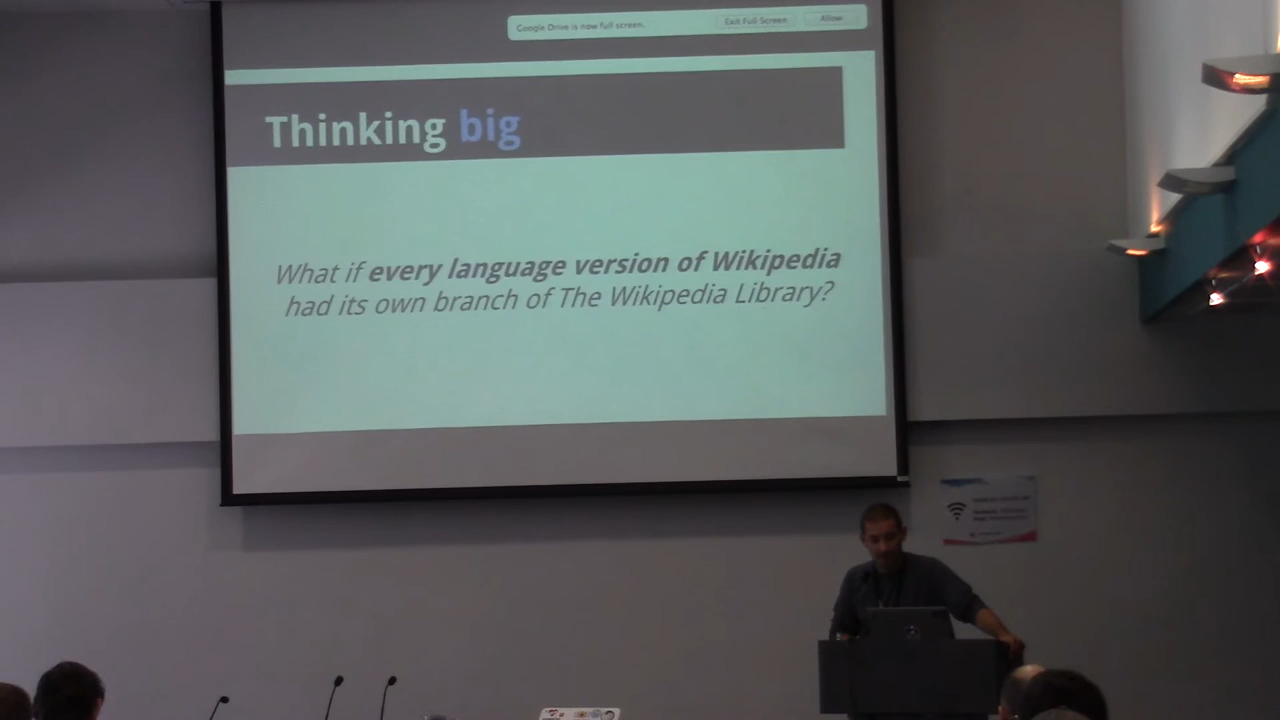 Google Drive is now full screen.
Exit Full Screen
Allow
Thinking big
What if every language version of Wikipedia
had its own branch of The Wikipedia Library?